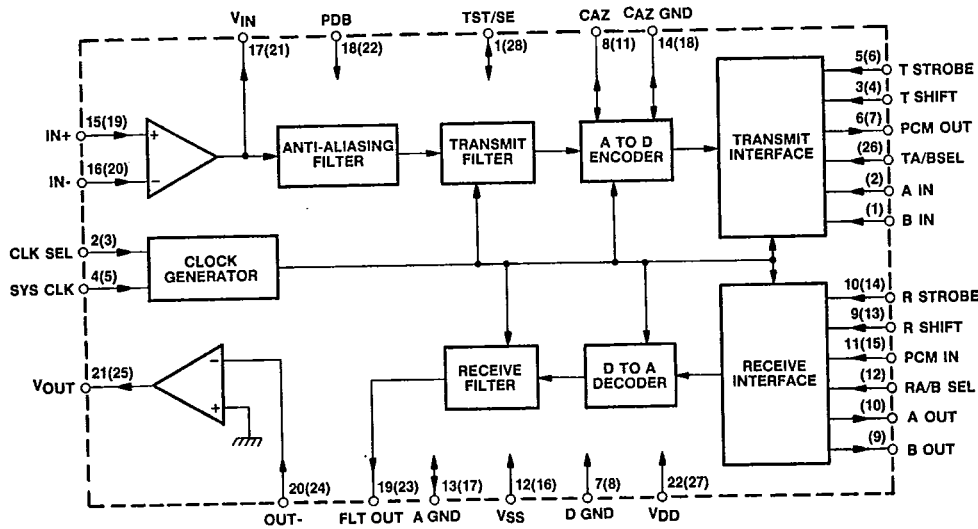 VIN PDB TST/SE CAZ CAZ GND
17(21) 18(22) 1(28) 8(11) 14(18)
5(6) T STROBE
3(4) T SHIFT
6(7) PCM OUT
(26) TA/BSEL
(2) A IN
(1) B IN
IN+ 15(19) +
IN- 16(20) -
ANTI-ALIASING
FILTER
TRANSMIT
FILTER
A TO D
ENCODER
TRANSMIT
INTERFACE
CLK SEL 2(3)
SYS CLK 4(5)
CLOCK
GENERATOR
10(14) R STROBE
9(13) R SHIFT
11(15) PCM IN
(12) RA/B SEL
(10) A OUT
(9) B OUT
VOUT 21(25) - +
RECEIVE
FILTER
D TO A
DECODER
RECEIVE
INTERFACE
20(24) 19(23) 13(17) 12(16) 7(8) 22(27)
OUT- FLT OUT A GND VSS D GND VDD